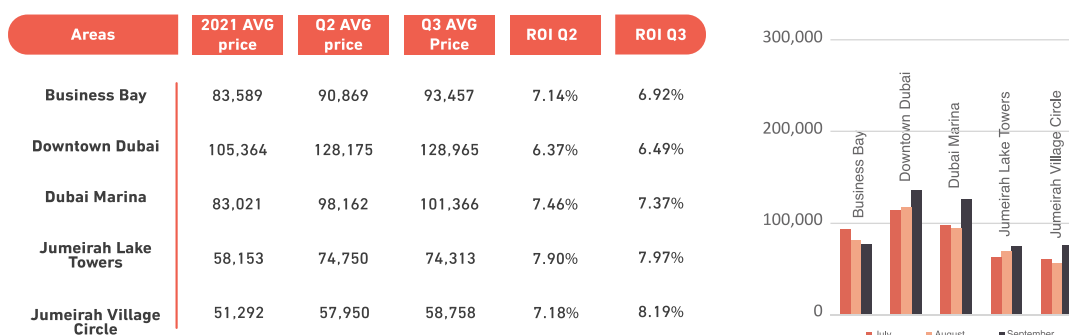 Areas
2021 AVG
price
Q2 AVG
price
Q3 AVG
Price
ROI Q2
ROI Q3
Business Bay
83,589
90,869
93,457
7.14%
6.92%
Downtown Dubai
105,364
128,175
128,965
6.37%
6.49%
Dubai Marina
83,021
98,162
101,366
7.46%
7.37%
Jumeirah Lake
Towers
58,153
74,750
74,313
7.90%
7.97%
Jumeirah Village
Circle
51,292
57,950
58,758
7.18%
8.19%
300,000
200,000
100,000
0
Business Bay
Downtown Dubai
Dubai Marina
Jumeirah Lake Towers
Jumeirah Village Circle
July
August
September